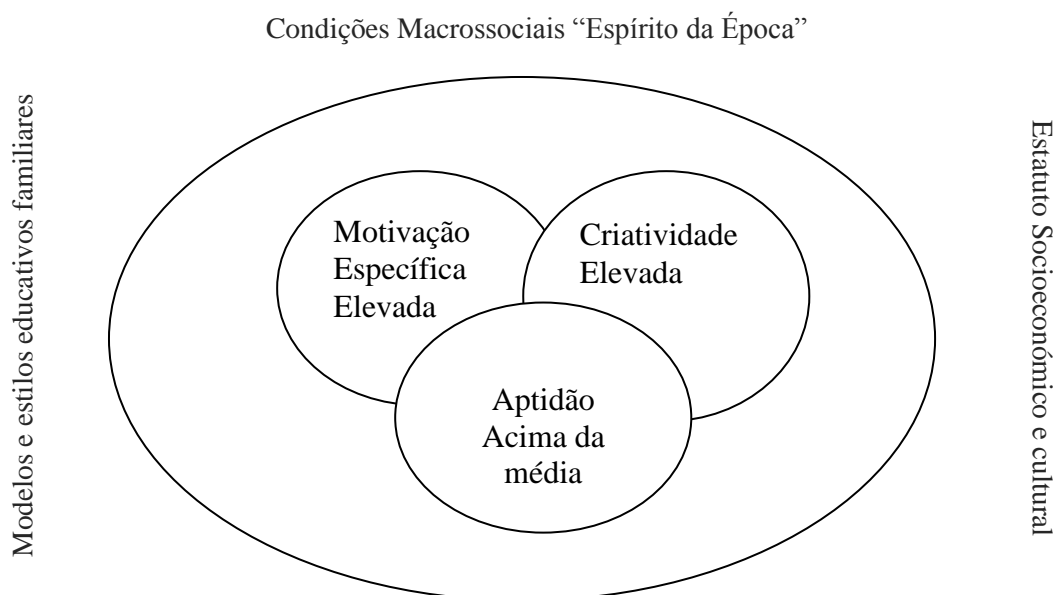 Condições Macrossociais “Espírito da Época”
Modelos e estilos educativos familiares
Motivação
Específica
Elevada
Criatividade
Elevada
Aptidão
Acima da
média
Estatuto Socioeconómico e cultural